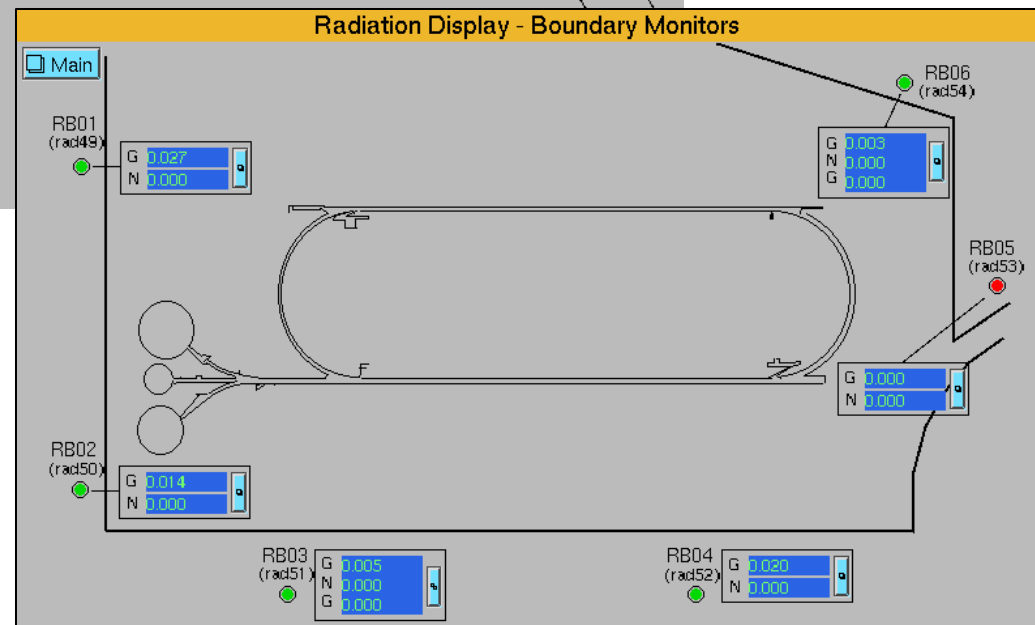 Radiation Display - Boundary Monitors
Main
RB01
(rad49)
G 0.027
N 0.000
RB06
(rad54)
G 0.003
N 0.000
G 0.000
RB05
(rad53)
G 0.000
N 0.000
RB02
(rad50)
G 0.014
N 0.000
RB03
(rad51)
G 0.005
N 0.000
G 0.000
RB04
(rad52)
G 0.020
N 0.000